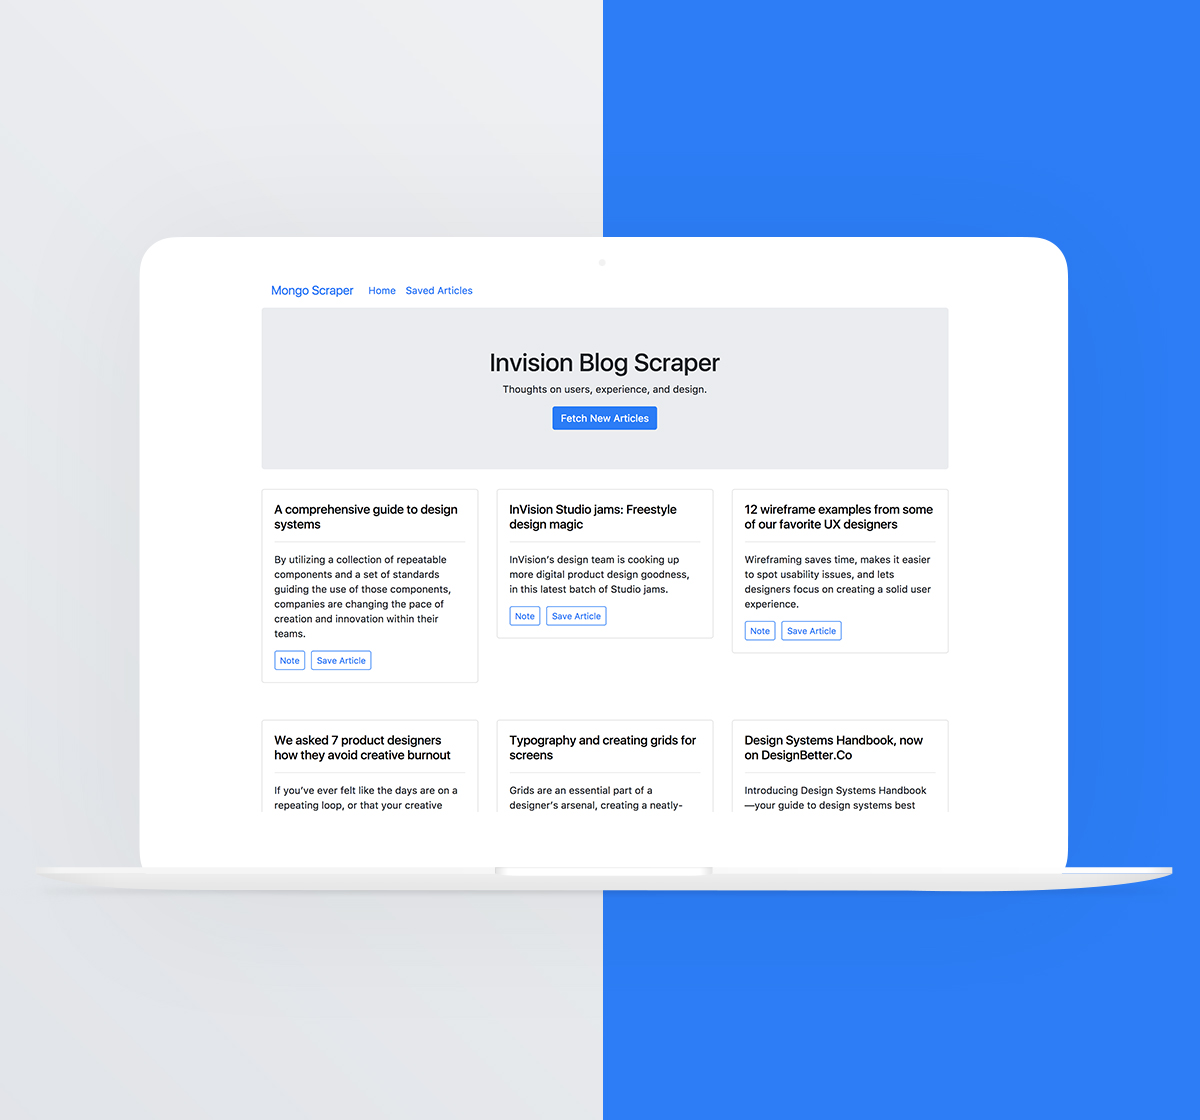 Mongo Scraper Home Saved Articles
Invision Blog Scraper
Thoughts on users, experience, and design.
Fetch New Articles
A comprehensive guide to design
systems
By utilizing a collection of repeatable
components and a set of standards
guiding the use of those components,
companies are changing the pace of
creation and innovation within their
teams.
Note Save Article
InVision Studio jams: Freestyle
design magic
InVision’s design team is cooking up
more digital product design goodness,
in this latest batch of Studio jams.
Note Save Article
12 wireframe examples from some
of our favorite UX designers
Wireframing saves time, makes it easier
to spot usability issues, and lets
designers focus on creating a solid user
experience.
Note Save Article
We asked 7 product designers
how they avoid creative burnout
If you’ve ever felt like the days are on a
repeating loop, or that your creative
Typography and creating grids for
screens
Grids are an essential part of a
designer’s arsenal, creating a neatly-
Design Systems Handbook, now
on DesignBetter.Co
Introducing Design Systems Handbook
—your guide to design systems best